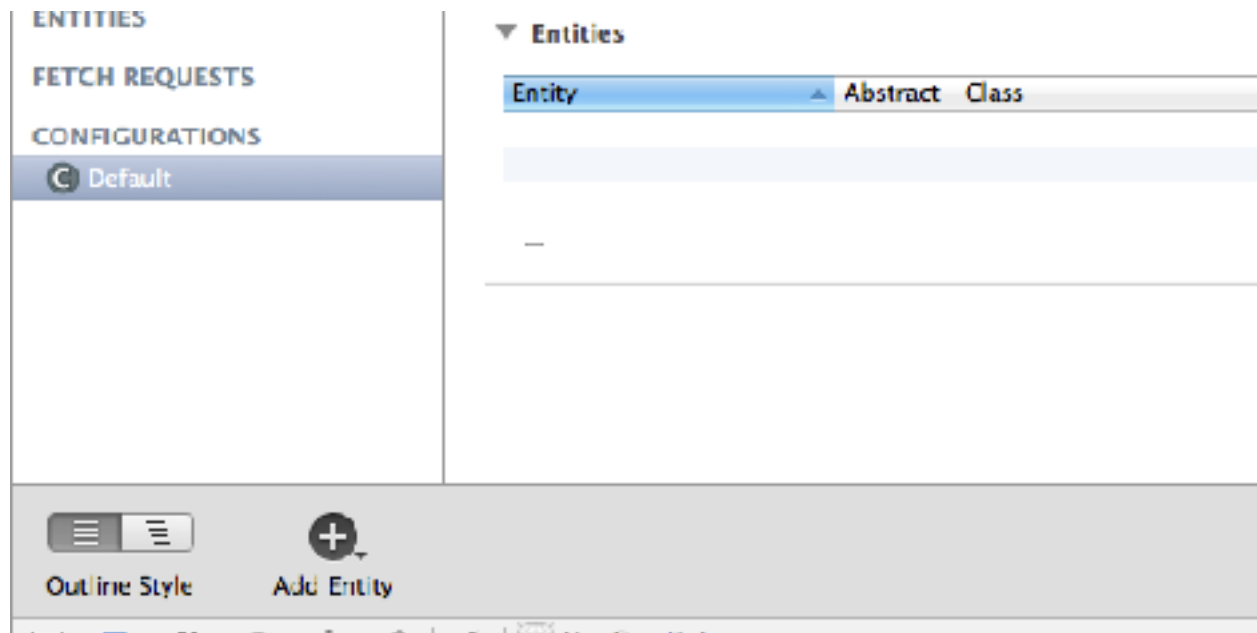 ENTITIES
FETCH REQUESTS
CONFIGURATIONS
C Default
Entities
Entity Abstract Class
Outline Style Add Entity